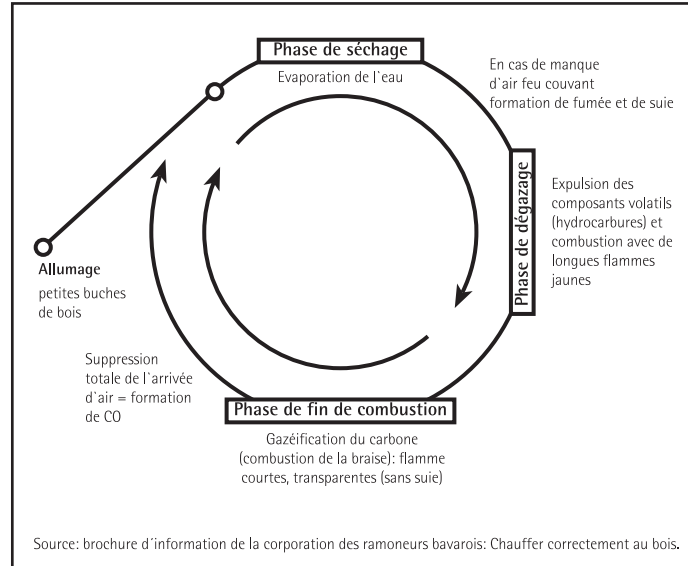 Phase de séchage
Evaporation de l`eau
En cas de manque
d`air feu couvant
formation de fumée et de suie
Phase de dégazage
Expulsion des
composants volatils
(hydrocarbures) et
combustion avec de
longues flammes
jaunes
Allumage
petites buches
de bois
Suppression
totale de l`arrivée
d`air = formation
de CO
Phase de fin de combustion
Gazéification du carbone
(combustion de la braise): flamme
courtes, transparentes (sans suie)
Source: brochure d´information de la corporation des ramoneurs bavarois: Chauffer correctement au bois.